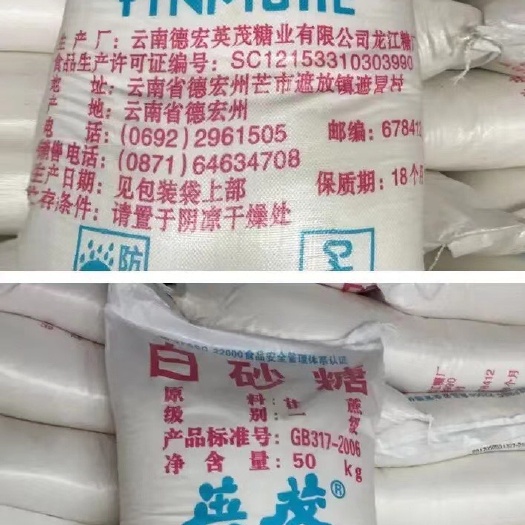 YINMORE
生产厂：云南德宏英茂糖业有限公司龙江糖厂
食品生产许可证编号：SC12153310303990
地址：云南省德宏州芒市遮放镇遮冒村
产地：云南省德宏州
电话：(0692)2961505 邮编：678412
销售电话：(0871)64634708
生产日期：见包装袋上部 保质期：18个月
贮存条件：请置于阴凉干燥处
防
22000食品安全管理体系认证
白砂糖
原料：甘蔗
级别：一级
产品标准号：GB317-2006
净含量：50kg
英茂®